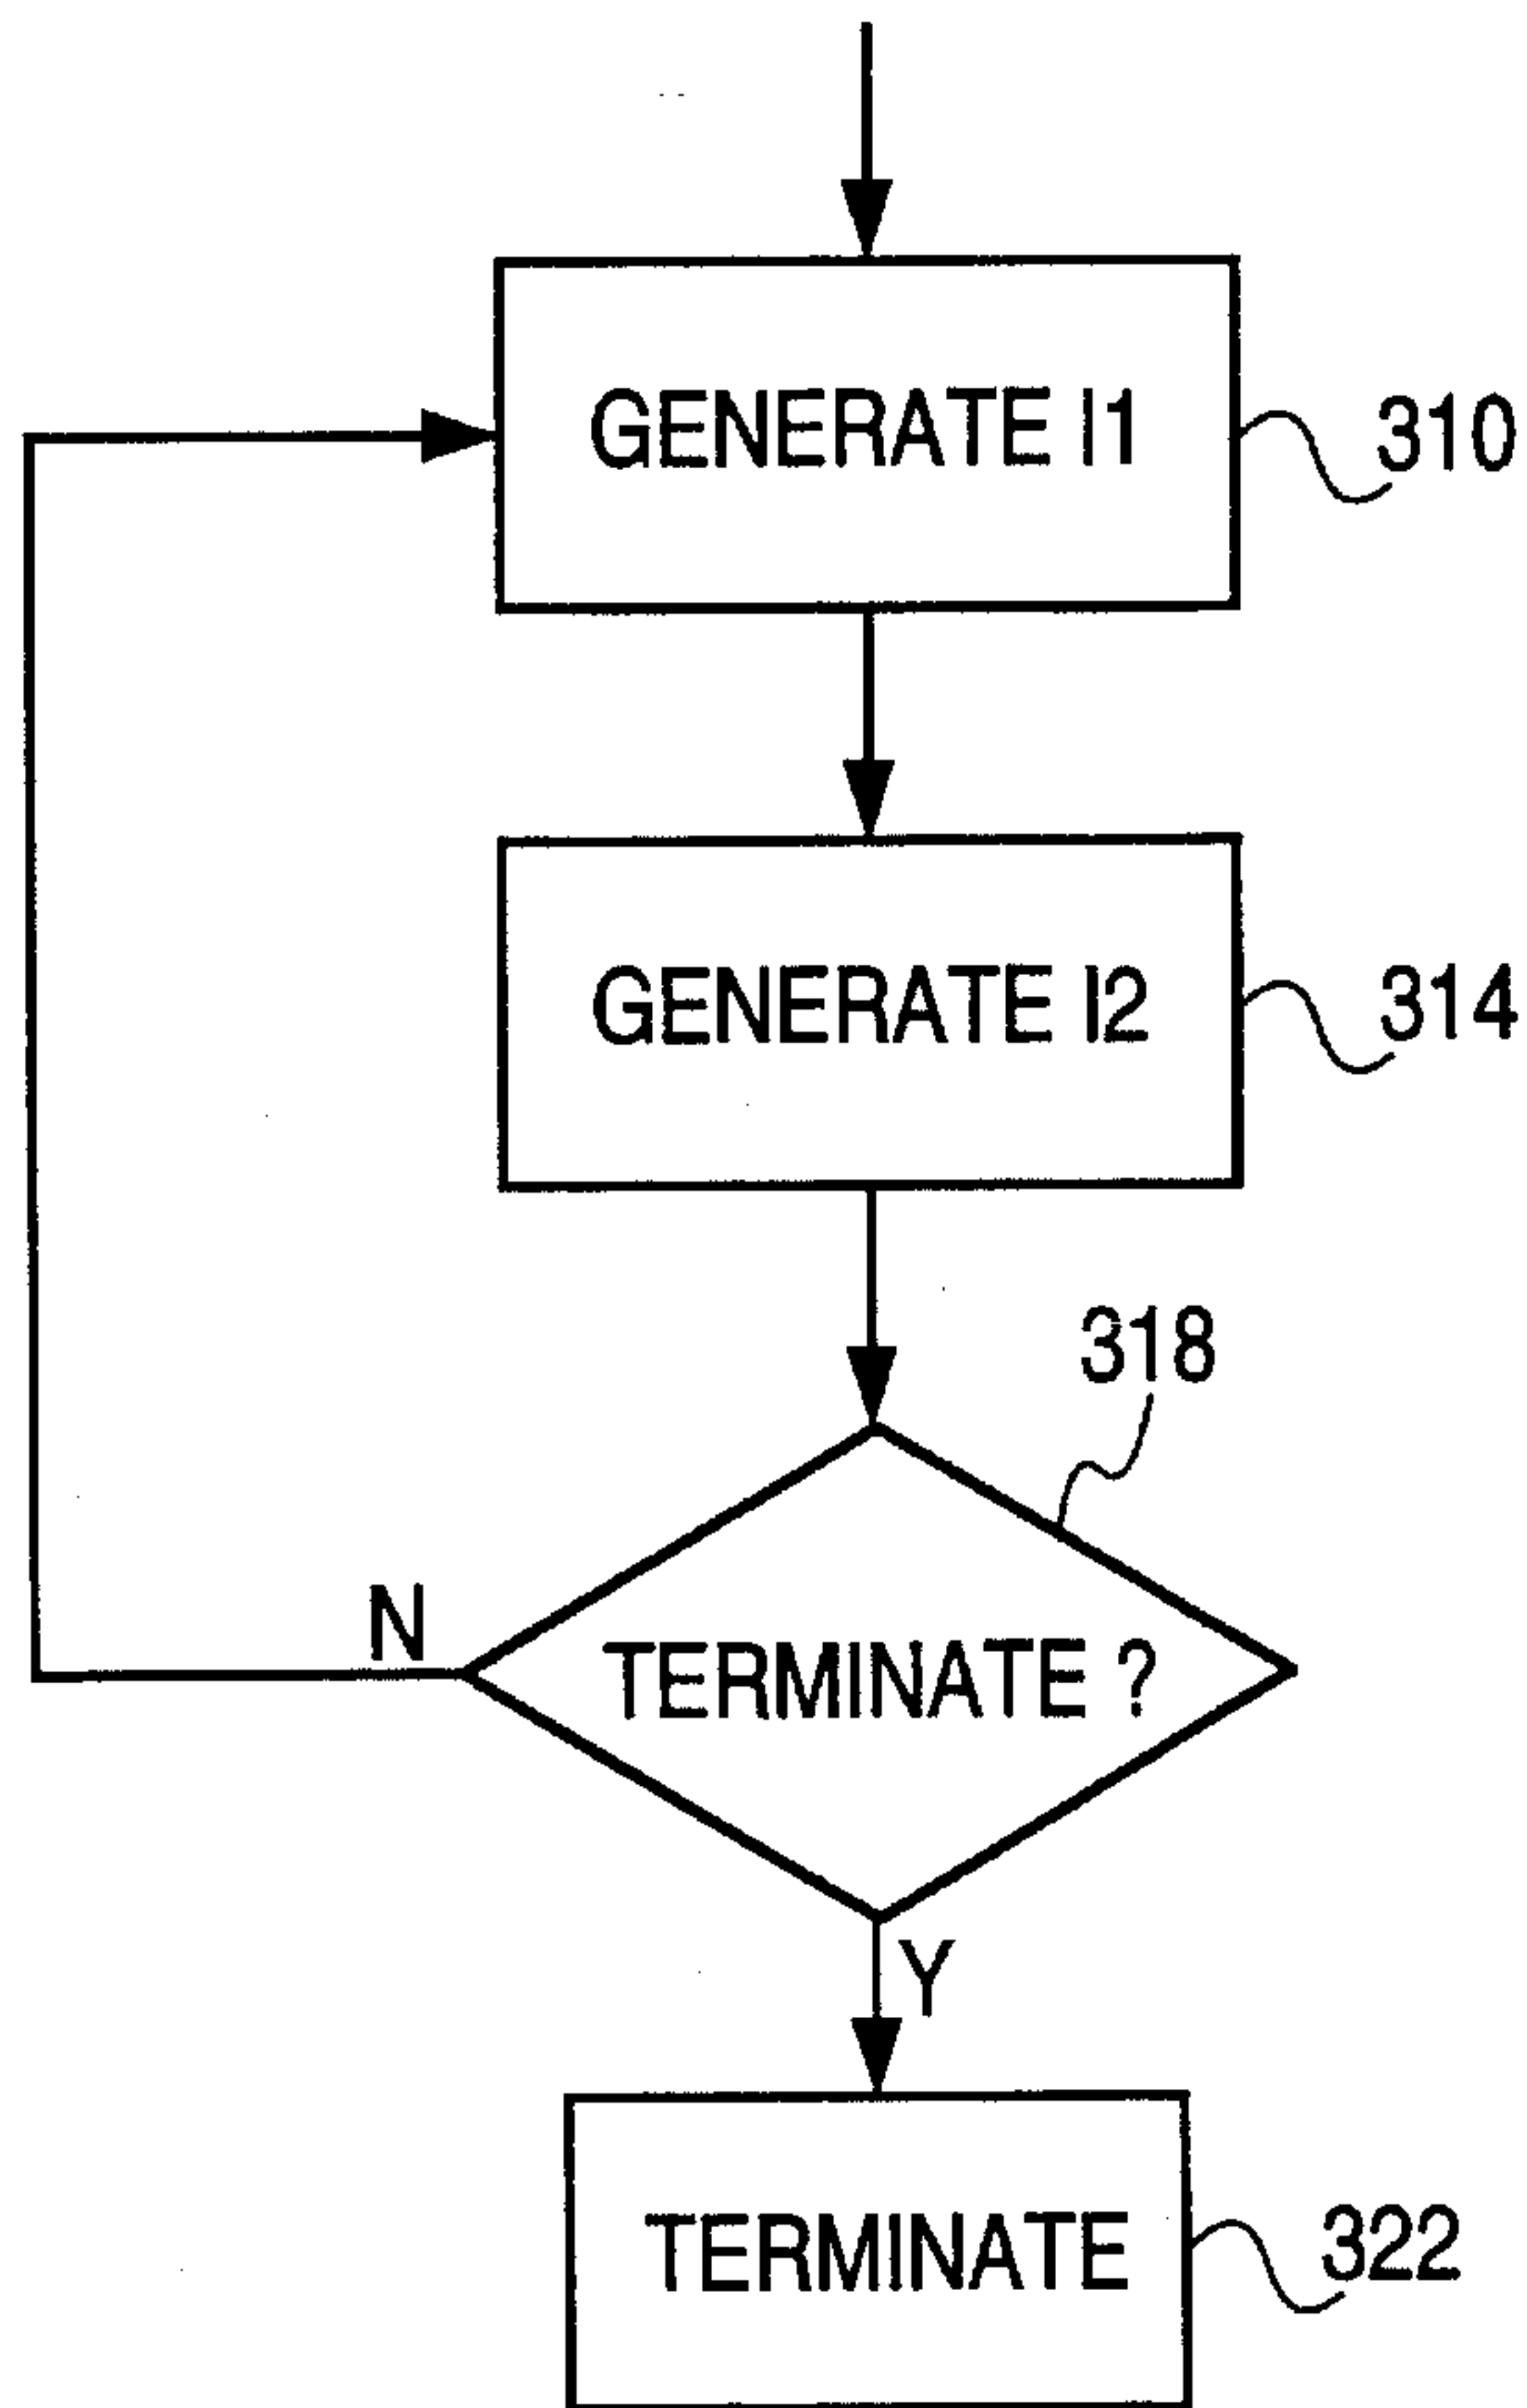 GENERATE I1
310
GENERATE I2
314
318
N
TERMINATE ?
Y
TERMINATE
322